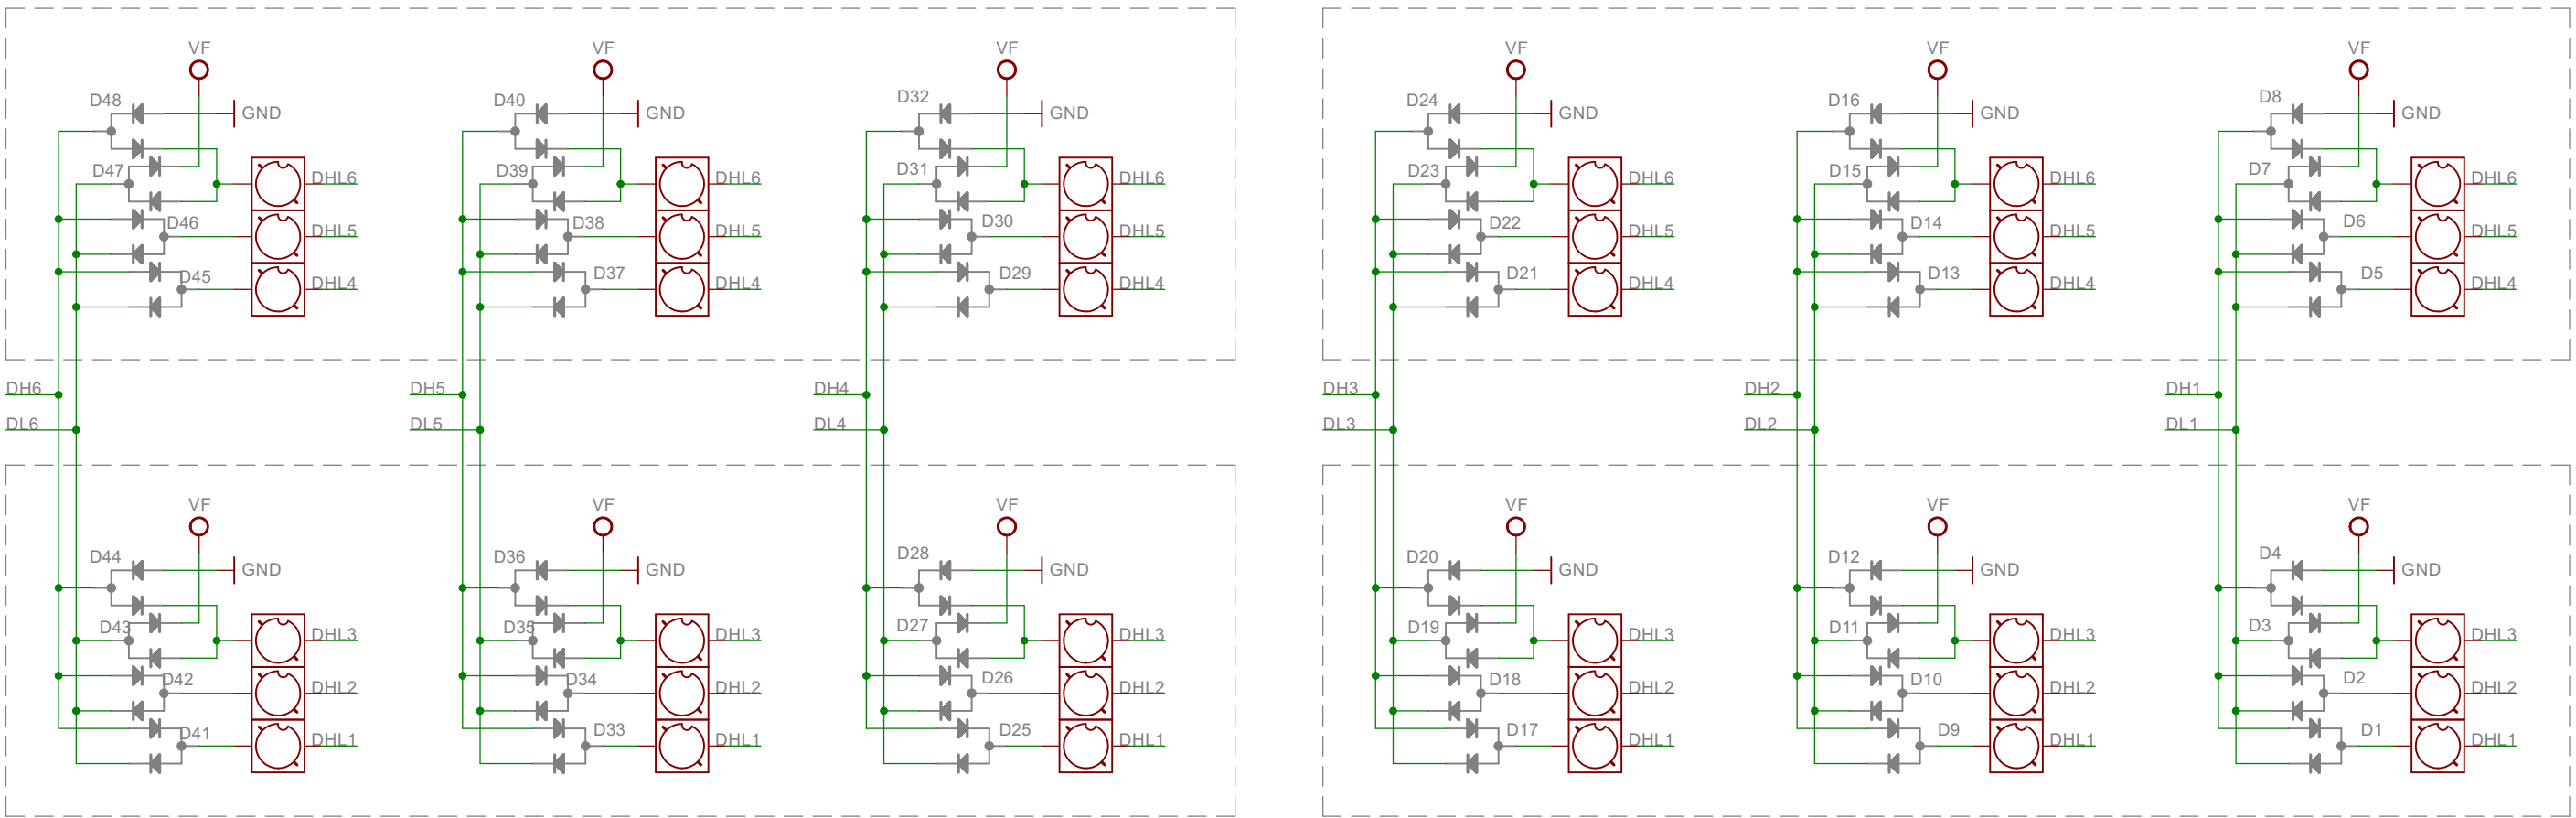 VF VF VF VF VF VF
D48 GND D40 GND D32 GND D24 GND D16 GND D8 GND
D47 DHL6 D39 DHL6 D31 DHL6 D23 DHL6 D15 DHL6 D7 DHL6
D46 DHL5 D38 DHL5 D30 DHL5 D22 DHL5 D14 DHL5 D6 DHL5
D45 DHL4 D37 DHL4 D29 DHL4 D21 DHL4 D13 DHL4 D5 DHL4
DH6 DH5 DH4 DH3 DH2 DH1
DL6 DL5 DL4 DL3 DL2 DL1
VF VF VF VF VF VF
D44 GND D36 GND D28 GND D20 GND D12 GND D4 GND
D43 DHL3 D35 DHL3 D27 DHL3 D19 DHL3 D11 DHL3 D3 DHL3
D42 DHL2 D34 DHL2 D26 DHL2 D18 DHL2 D10 DHL2 D2 DHL2
D41 DHL1 D33 DHL1 D25 DHL1 D17 DHL1 D9 DHL1 D1 DHL1